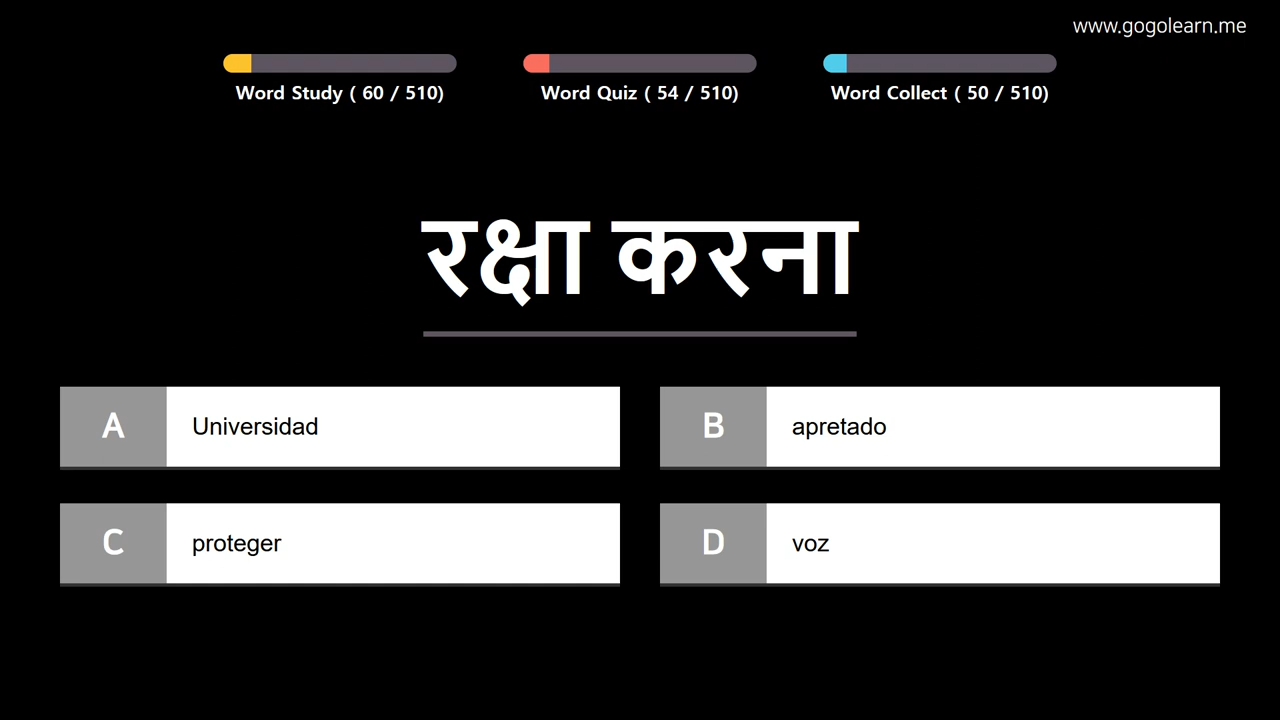 www.gogolearn.me
Word Study ( 60 / 510)
Word Quiz ( 54 / 510)
Word Collect ( 50 / 510)
रक्षा करना
A
Universidad
B
apretado
C
proteger
D
voz